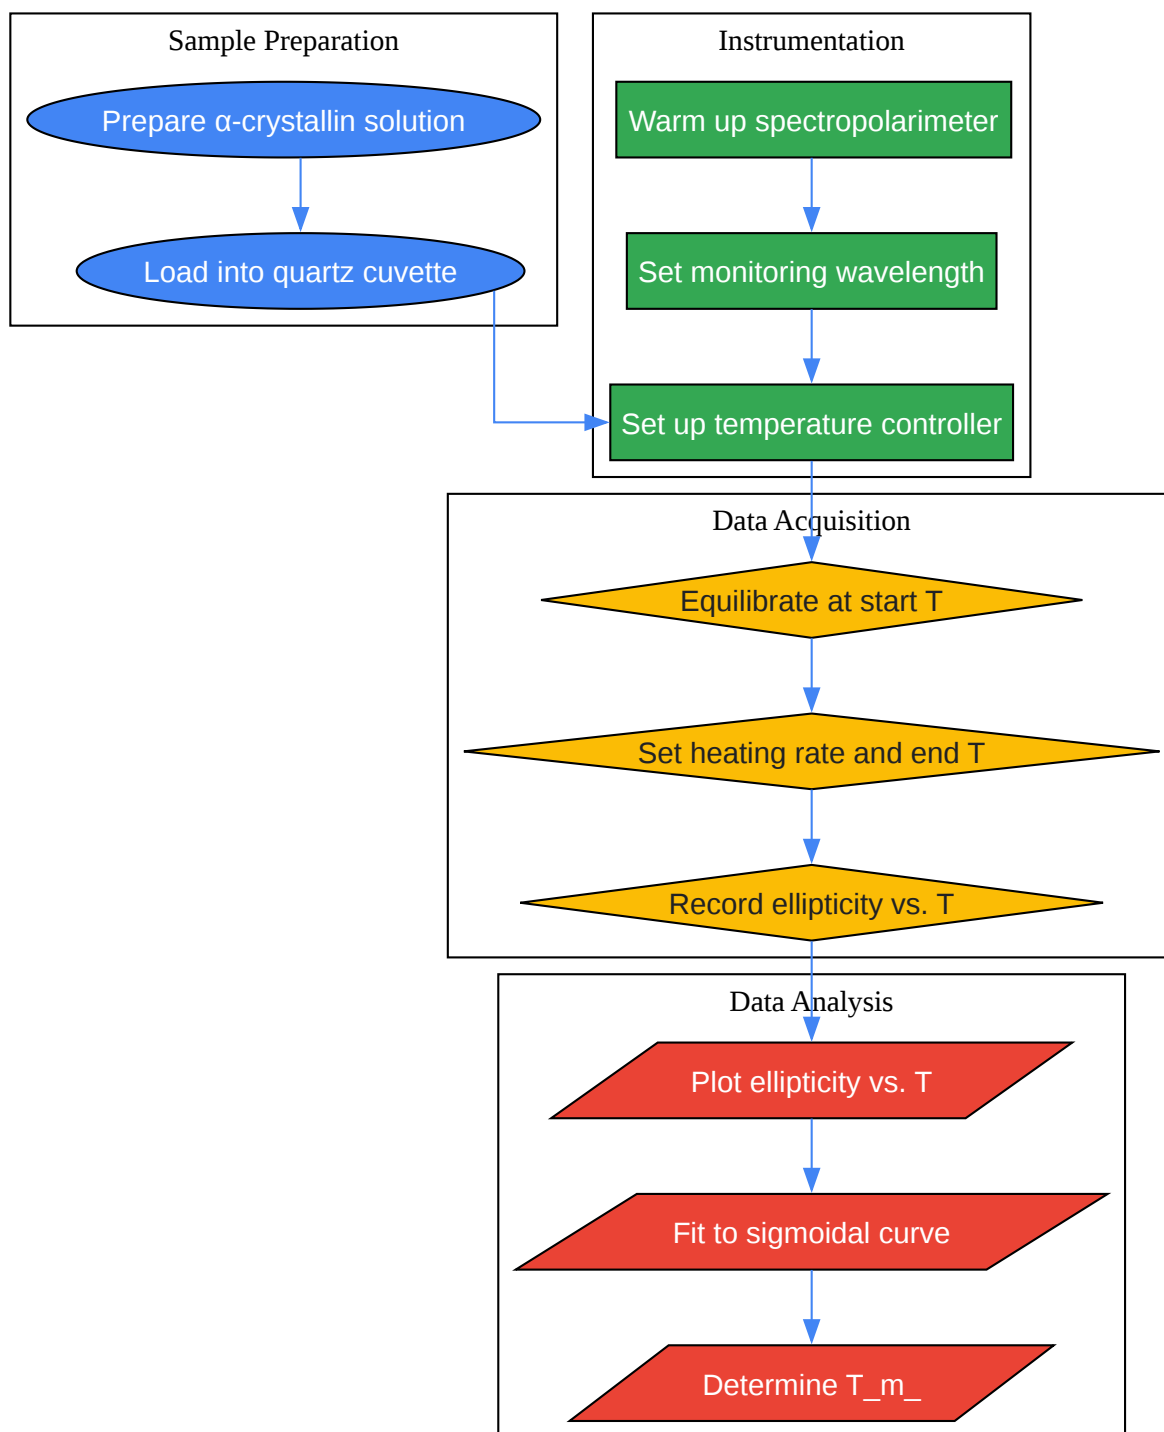 Sample Preparation
Prepare α-crystallin solution
Load into quartz cuvette
Instrumentation
Warm up spectropolarimeter
Set monitoring wavelength
Set up temperature controller
Data Acquisition
Equilibrate at start T
Set heating rate and end T
Record ellipticity vs. T
Data Analysis
Plot ellipticity vs. T
Fit to sigmoidal curve
Determine T_m_